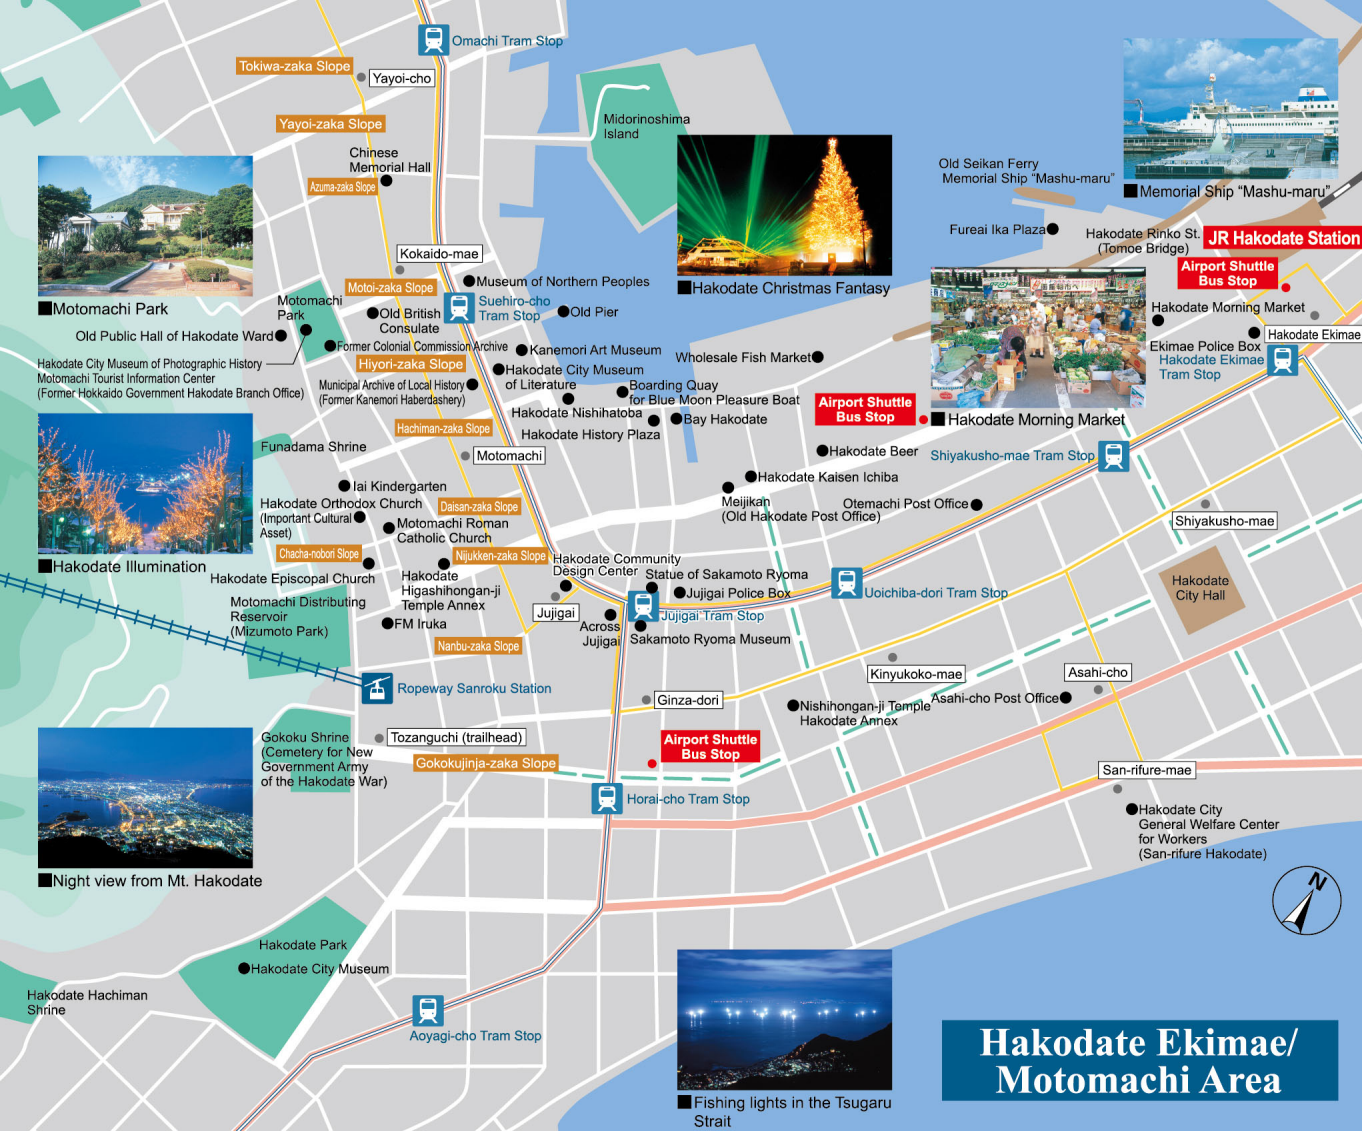 Omachi Tram Stop
Tokiwa-zaka Slope
Yayoi-cho
Yayoi-zaka Slope
Chinese
Memorial Hall
Azuma-zaka Slope
Midorinoshima
Island
Old Seikan Ferry
Memorial Ship “Mashu-maru”
Memorial Ship “Mashu-maru”
Fureai Ika Plaza
Hakodate Rinko St.
(Tomoe Bridge)
JR Hakodate Station
Airport Shuttle
Bus Stop
Kokaido-mae
Motoi-zaka Slope
Museum of Northern Peoples
Hakodate Christmas Fantasy
Motomachi Park
Motomachi
Park
Suehiro-cho
Tram Stop
Old Pier
Old British
Consulate
Hakodate Morning Market
Old Public Hall of Hakodate Ward
Former Colonial Commission Archive
Ekimae Police Box
Hakodate Ekimae
Hakodate Ekimae
Tram Stop
Hakodate City Museum of Photographic History
Motomachi Tourist Information Center
(Former Hokkaido Government Hakodate Branch Office)
Hiyori-zaka Slope
Kanemori Art Museum
Wholesale Fish Market
Hakodate City Museum
of Literature
Municipal Archive of Local History
(Former Kanemori Haberdashery)
Boarding Quay
for Blue Moon Pleasure Boat
Hakodate Nishihatoba
Bay Hakodate
Hakodate History Plaza
Airport Shuttle
Bus Stop
Hakodate Morning Market
Hachiman-zaka Slope
Funadama Shrine
Motomachi
Hakodate Beer
Shiyakusho-mae Tram Stop
Iai Kindergarten
Hakodate Kaisen Ichiba
Hakodate Orthodox Church
(Important Cultural
Asset)
Daisan-zaka Slope
Meijikan
(Old Hakodate Post Office)
Otemachi Post Office
Shiyakusho-mae
Motomachi Roman
Catholic Church
Chacha-nobori Slope
Nijukken-zaka Slope
Hakodate Community
Design Center
Hakodate Illumination
Hakodate Episcopal Church
Hakodate
Higashihongan-ji
Temple Annex
Statue of Sakamoto Ryoma
Jujigai Police Box
Uoichiba-dori Tram Stop
Hakodate
City Hall
Motomachi Distributing
Reservoir
(Mizumoto Park)
FM Iruka
Jujigai
Across
Jujigai
Jujigai Tram Stop
Sakamoto Ryoma Museum
Nanbu-zaka Slope
Kinyukoko-mae
Asahi-cho
Ropeway Sanroku Station
Ginza-dori
Nishihongan-ji Temple
Hakodate Annex
Asahi-cho Post Office
Gokoku Shrine
(Cemetery for New
Government Army
of the Hakodate War)
Tozanguchi (trailhead)
Airport Shuttle
Bus Stop
Gokokujinja-zaka Slope
San-rifure-mae
Horai-cho Tram Stop
Hakodate City
General Welfare Center
for Workers
(San-rifure Hakodate)
Night view from Mt. Hakodate
N
Hakodate Park
Hakodate City Museum
Hakodate Hachiman
Shrine
Aoyagi-cho Tram Stop
Fishing lights in the Tsugaru
Strait
Hakodate Ekimae/
Motomachi Area